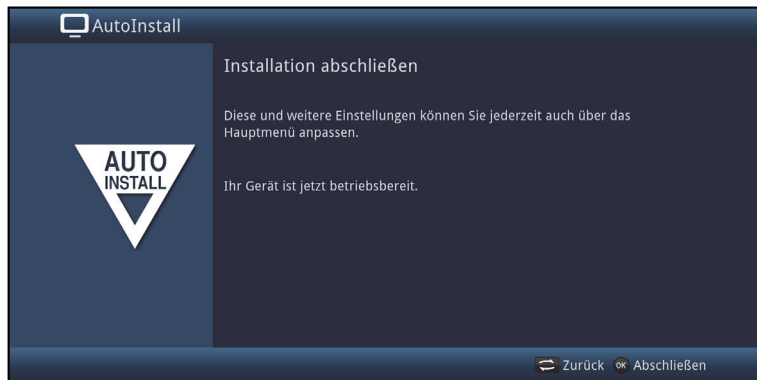 AutoInstall
Installation abschließen
Diese und weitere Einstellungen können Sie jederzeit auch über das
Hauptmenü anpassen.
AUTO
INSTALL
Ihr Gerät ist jetzt betriebsbereit.
Zurück OK Abschließen